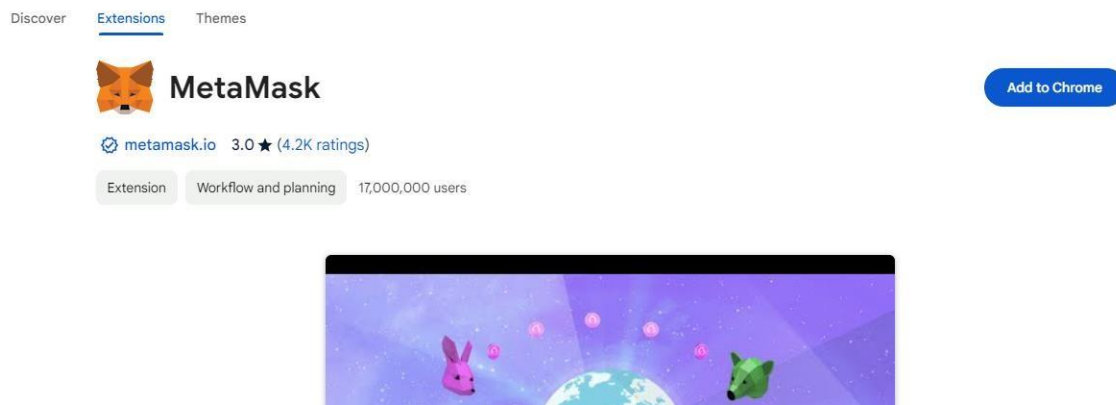 Discover Extensions Themes
MetaMask
Add to Chrome
metamask.io 3.0 ★ (4.2K ratings)
Extension Workflow and planning 17,000,000 users